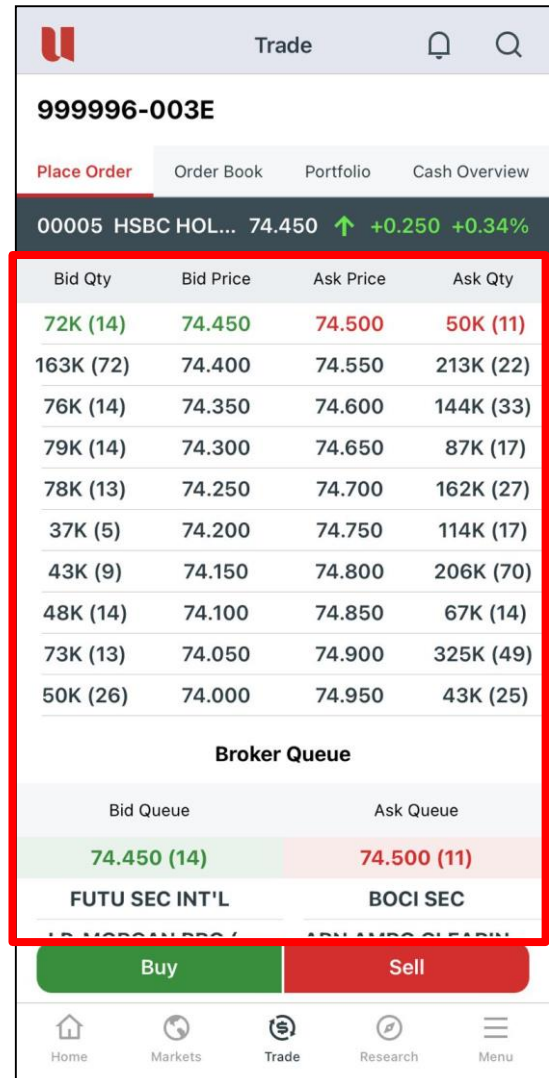 Trade
999996-003E
Place Order Order Book Portfolio Cash Overview
00005 HSBC HOL... 74.450 ↑ +0.250 +0.34%
Bid Qty Bid Price Ask Price Ask Qty
72K (14) 74.450 74.500 50K (11)
163K (72) 74.400 74.550 213K (22)
76K (14) 74.350 74.600 144K (33)
79K (14) 74.300 74.650 87K (17)
78K (13) 74.250 74.700 162K (27)
37K (5) 74.200 74.750 114K (17)
43K (9) 74.150 74.800 206K (70)
48K (14) 74.100 74.850 67K (14)
73K (13) 74.050 74.900 325K (49)
50K (26) 74.000 74.950 43K (25)
Broker Queue
Bid Queue Ask Queue
74.450 (14) 74.500 (11)
FUTU SEC INT'L BOCI SEC
Buy Sell
Home Markets Trade Research Menu